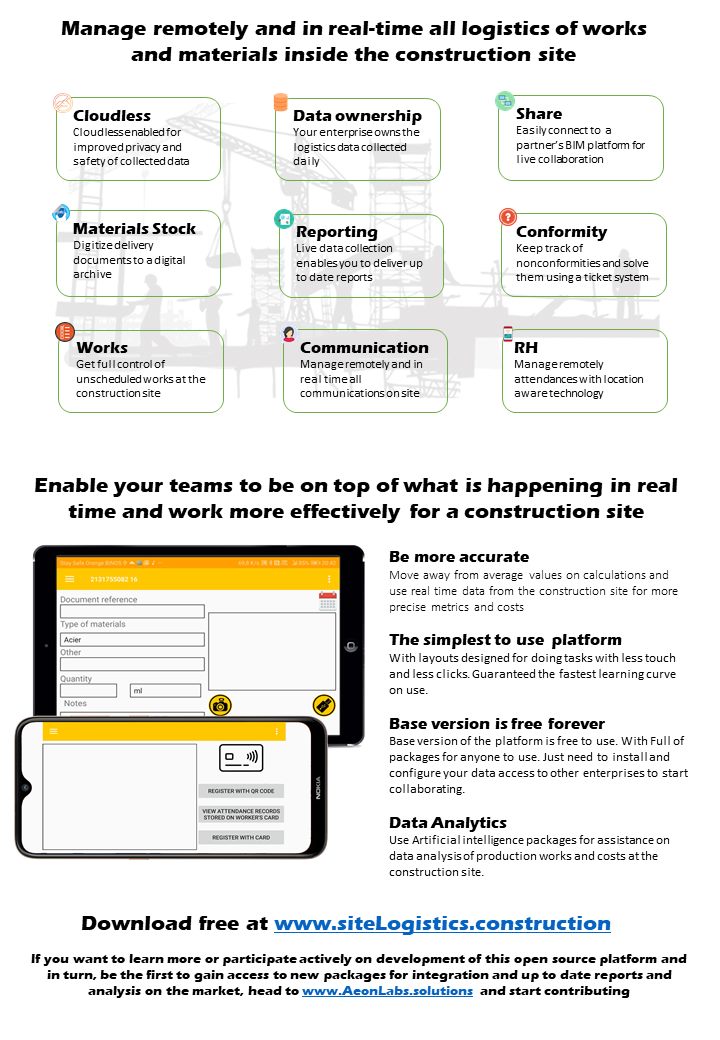 Manage remotely and in real-time all logistics of works
and materials inside the construction site
Cloudless
Cloudless enabled for
improved privacy and
safety of collected data
Data ownership
Your enterprise owns the
logistics data collected
daily
Share
Easily connect to a
partner's BIM platform for
live collaboration
Materials Stock
Digitize delivery
documents to a digital
archive
Reporting
Live data collection
enables you to deliver up
to date reports
Conformity
Keep track of
nonconformities and solve
them using a ticket system
Works
Get full control of
unscheduled works at the
construction site
Communication
Manage remotely and in
real time all
communications on site
RH
Manage remotely
attendances with location
aware technology
Enable your teams to be on top of what is happening in real
time and work more effectively for a construction site
2131755082 16
Document reference
Type of materials
Acier
Other
Quantity
ml
Notes
REGISTER WITH QR CODE
VIEW ATTENDANCE RECORDS
STORED ON WORKER'S CARD
REGISTER WITH CARD
NOKIA
Be more accurate
Move away from average values on calculations and
use real time data from the construction site for more
precise metrics and costs
The simplest to use platform
With layouts designed for doing tasks with less touch
and less clicks. Guaranteed the fastest learning curve
on use.
Base version is free forever
Base version of the platform is free to use. With Full of
packages for anyone to use. Just need to install and
configure your data access to other enterprises to start
collaborating.
Data Analytics
Use Artificial intelligence packages for assistance on
data analysis of production works and costs at the
construction site.
Download free at www.siteLogistics.construction
If you want to learn more or participate actively on development of this open source platform and
in turn, be the first to gain access to new packages for integration and up to date reports and
analysis on the market, head to www.AeonLabs.solutions and start contributing